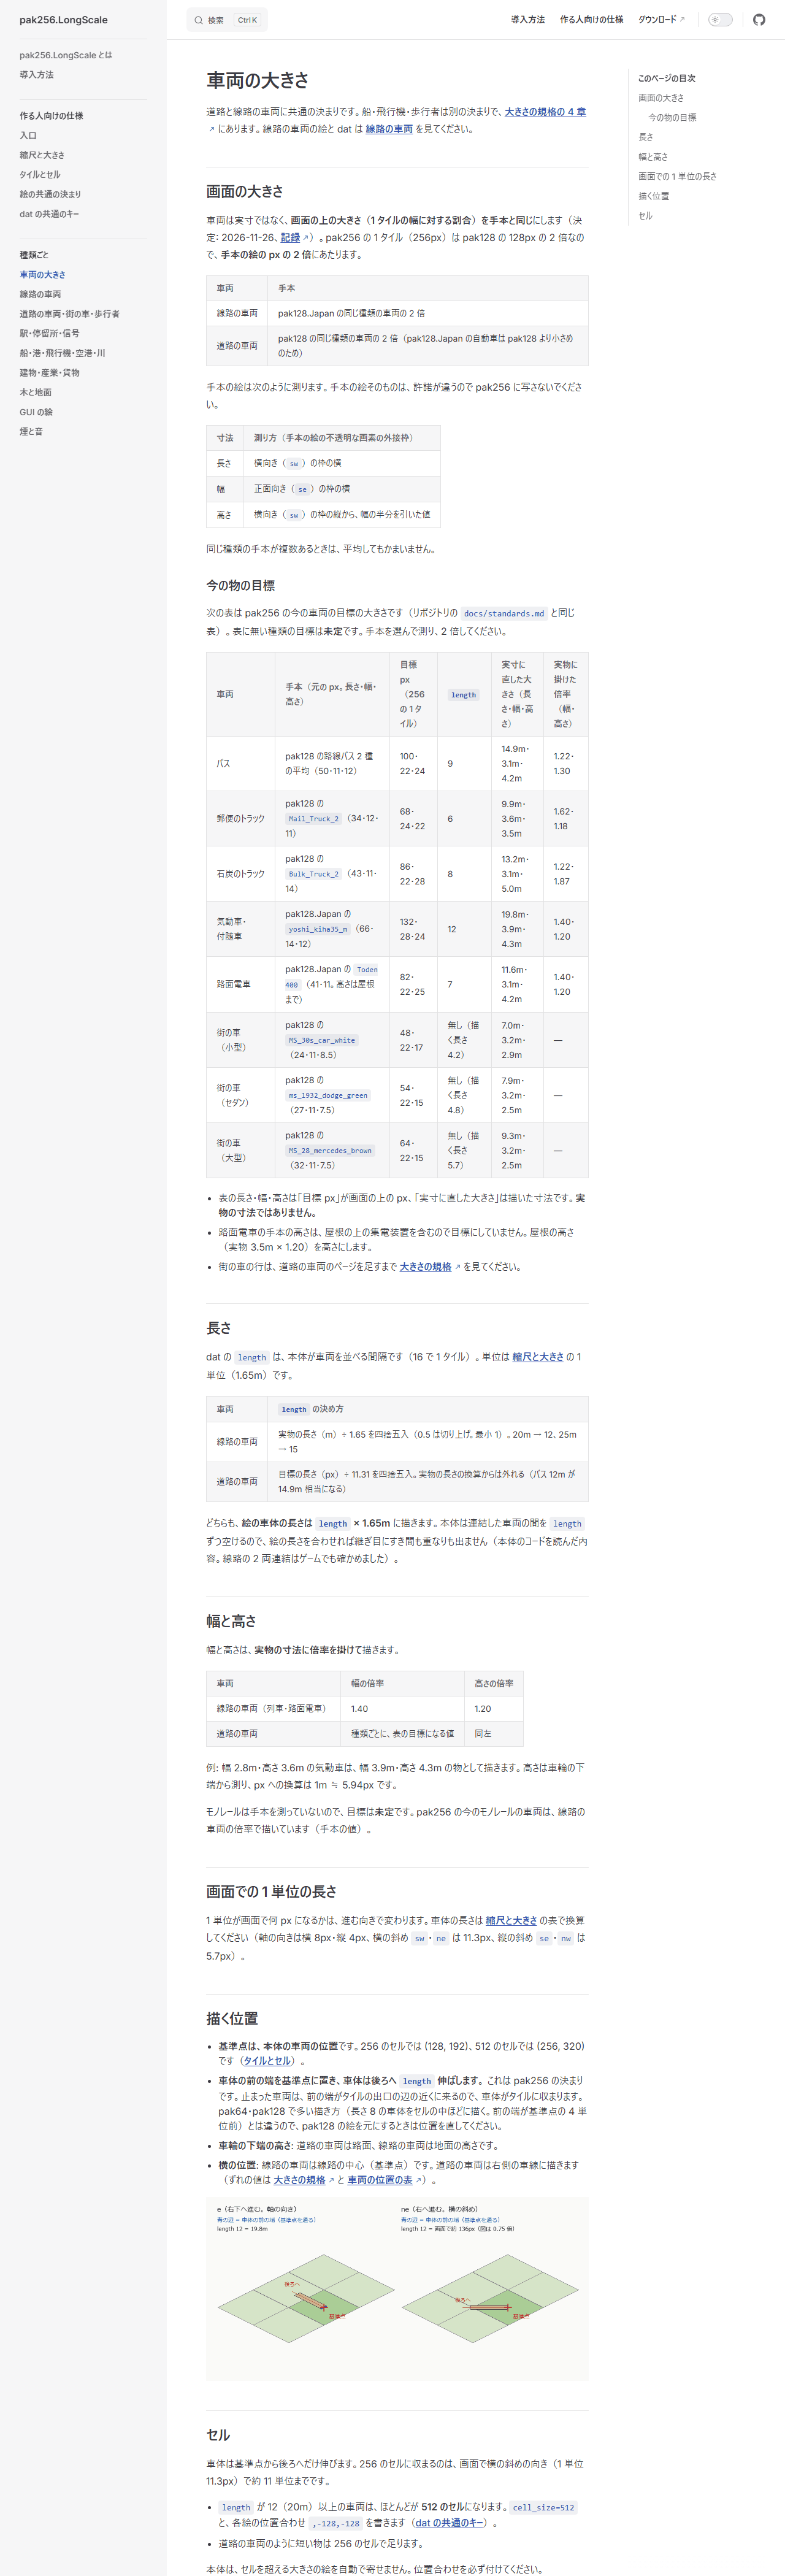 pak256.LongScale
検索 Ctrl K
導入方法 作る人向けの仕様 ダウンロード
pak256.LongScale とは
導入方法
作る人向けの仕様
入口
縮尺と大きさ
タイルとセル
絵の共通の決まり
dat の共通のキー
種類ごと
車両の大きさ
線路の車両
道路の車両・街の車・歩行者
駅・停留所・信号
船・港・飛行機・空港・川
建物・産業・貨物
木と地面
GUI の絵
煙と音
このページの目次
画面の大きさ
今の物の目標
長さ
幅と高さ
画面での 1 単位の長さ
描く位置
セル
車両の大きさ
道路と線路の車両に共通の決まりです。船・飛行機・歩行者は別の決まりで、大きさの規格の 4 章
にあります。線路の車両の絵と dat は 線路の車両 を見てください。
画面の大きさ
車両は実寸ではなく、画面の上の大きさ（1 タイルの幅に対する割合）を手本と同じにします（決
定: 2026-11-26、記録）。pak256 の 1 タイル（256px）は pak128 の 128px の 2 倍なの
で、手本の絵の px の 2 倍にあたります。
車両 手本
線路の車両 pak128.Japan の同じ種類の車両の 2 倍
道路の車両 pak128 の同じ種類の車両の 2 倍（pak128.Japan の自動車は pak128 より小さめ
のため）
手本の絵は次のように測ります。手本の絵そのものは、許諾が違うので pak256 に写さないでくださ
い。
寸法 測り方（手本の絵の不透明な画素の外接枠）
長さ 横向き（sw）の枠の横
幅 正面向き（se）の枠の横
高さ 横向き（sw）の枠の縦から、幅の半分を引いた値
同じ種類の手本が複数あるときは、平均してもかまいません。
今の物の目標
次の表は pak256 の今の車両の目標の大きさです（リポジトリの docs/standards.md と同じ
表）。表に無い種類の目標は未定です。手本を選んで測り、2 倍してください。
車両 手本（元の px。長さ・幅・高さ） 目標 px（256 の 1 タイル） length 実寸に直した大きさ（長さ・幅・高さ） 実物に掛けた倍率（幅・高さ）
バス pak128 の路線バス 2 種の平均（50・11・12） 100・22・24 9 14.9m・3.1m・4.2m 1.22・1.30
郵便のトラック pak128 の Mail_Truck_2（34・12・11） 68・24・22 6 9.9m・3.6m・3.5m 1.62・1.18
石炭のトラック pak128 の Bulk_Truck_2（43・11・14） 86・22・28 8 13.2m・3.1m・5.0m 1.22・1.87
気動車・付随車 pak128.Japan の yoshi_kiha35_m（66・14・12） 132・28・24 12 19.8m・3.9m・4.3m 1.40・1.20
路面電車 pak128.Japan の Toden 400（41・11。高さは屋根まで） 82・22・25 7 11.6m・3.1m・4.2m 1.40・1.20
街の車（小型） pak128 の MS_30s_car_white（24・11・8.5） 48・22・17 無し（描く長さ 4.2） 7.0m・3.2m・2.9m —
街の車（セダン） pak128 の ms_1932_dodge_green（27・11・7.5） 54・22・15 無し（描く長さ 4.8） 7.9m・3.2m・2.5m —
街の車（大型） pak128 の MS_28_mercedes_brown（32・11・7.5） 64・22・15 無し（描く長さ 5.7） 9.3m・3.2m・2.5m —
表の長さ・幅・高さは「目標 px」が画面の上の px、「実寸に直した大きさ」は描いた寸法です。実
物の寸法ではありません。
路面電車の手本の高さは、屋根の上の集電装置を含むので目標にしていません。屋根の高さ
（実物 3.5m × 1.20）を高さにします。
街の車の行は、道路の車両のページを足すまで 大きさの規格 を見てください。
長さ
dat の length は、本体が車両を並べる間隔です（16 で 1 タイル）。単位は 縮尺と大きさ の 1
単位（1.65m）です。
車両 length の決め方
線路の車両 実物の長さ（m）÷ 1.65 を四捨五入（0.5 は切り上げ。最小 1）。20m → 12、25m
→ 15
道路の車両 目標の長さ（px）÷ 11.31 を四捨五入。実物の長さの換算からは外れる（バス 12m が
14.9m 相当になる）
どちらも、絵の車体の長さは length × 1.65m に描きます。本体は連結した車両の間を length
ずつ空けるので、絵の長さを合わせれば継ぎ目にすき間も重なりも出ません（本体のコードを読んだ内
容。線路の 2 両連結はゲームでも確かめました）。
幅と高さ
幅と高さは、実物の寸法に倍率を掛けて描きます。
車両 幅の倍率 高さの倍率
線路の車両（列車・路面電車） 1.40 1.20
道路の車両 種類ごとに、表の目標になる値 同左
例: 幅 2.8m・高さ 3.6m の気動車は、幅 3.9m・高さ 4.3m の物として描きます。高さは車輪の下
端から測り、px への換算は 1m ≒ 5.94px です。
モノレールは手本を測っていないので、目標は未定です。pak256 の今のモノレールの車両は、線路の
車両の倍率で描いています（手本の値）。
画面での 1 単位の長さ
1 単位が画面で何 px になるかは、進む向きで変わります。車体の長さは 縮尺と大きさ の表で換算
してください（軸の向きは横 8px・縦 4px、横の斜め sw・ne は 11.3px、縦の斜め se・nw は
5.7px）。
描く位置
基準点は、本体の車両の位置です。256 のセルでは (128, 192)、512 のセルでは (256, 320)
です（タイルとセル）。
車体の前の端を基準点に置き、車体は後ろへ length 伸ばします。これは pak256 の決まり
です。止まった車両は、前の端がタイルの出口の辺の近くに来るので、車体がタイルに収まります。
pak64・pak128 で多い描き方（長さ 8 の車体をセルの中ほどに描く。前の端が基準点の 4 単
位前）とは違うので、pak128 の絵を元にするときは位置を直してください。
車輪の下端の高さ: 道路の車両は路面、線路の車両は地面の高さです。
横の位置: 線路の車両は線路の中心（基準点）です。道路の車両は右側の車線に描きます
（ずれの値は 大きさの規格 と 車両の位置の表）。
e（右下へ進む。軸の向き）
青の辺 = 車体の前の端（基準点を通る）
length 12 = 19.8m
後ろへ
基準点
ne（右へ進む。横の斜め）
青の辺 = 車体の前の端（基準点を通る）
length 12 = 画面で約 136px（図は 0.75 倍）
後ろへ
基準点
セル
車体は基準点から後ろへだけ伸びます。256 のセルに収まるのは、画面で横の斜めの向き（1 単位
11.3px）で約 11 単位までです。
length が 12（20m）以上の車両は、ほとんどが 512 のセルになります。cell_size=512
と、各絵の位置合わせ ,-128,-128 を書きます（dat の共通のキー）。
道路の車両のように短い物は 256 のセルで足ります。
本体は、セルを超える大きさの絵を自動で寄せません。位置合わせを必ず付けてください。